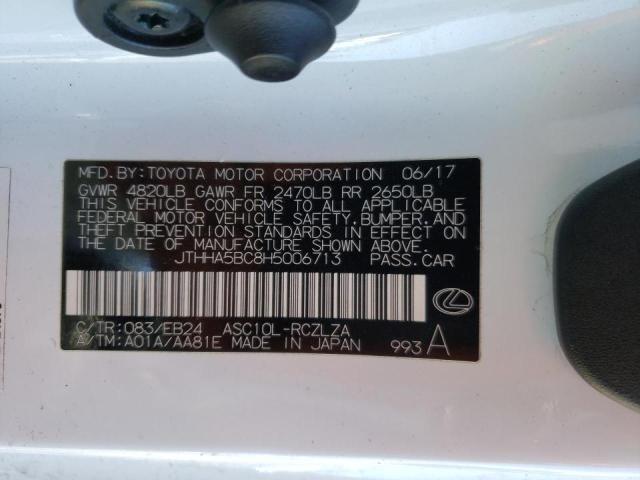 MFD.BY:TOYOTA MOTOR CORPORATION 06/17
GVWR 4820LB GAWR FR 2470LB RR 2650LB
THIS VEHICLE CONFORMS TO ALL APPLICABLE
FEDERAL MOTOR VEHICLE SAFETY,BUMPER,AND
THEFT PREVENTION STANDARDS IN EFFECT ON
THE DATE OF MANUFACTURE SHOWN ABOVE.
JTHHA5BC8H5006713 PASS.CAR
C/TR:083/EB24 ASC10L-RCZLZA
A/TM:A01A/AA81E MADE IN JAPAN 993 A